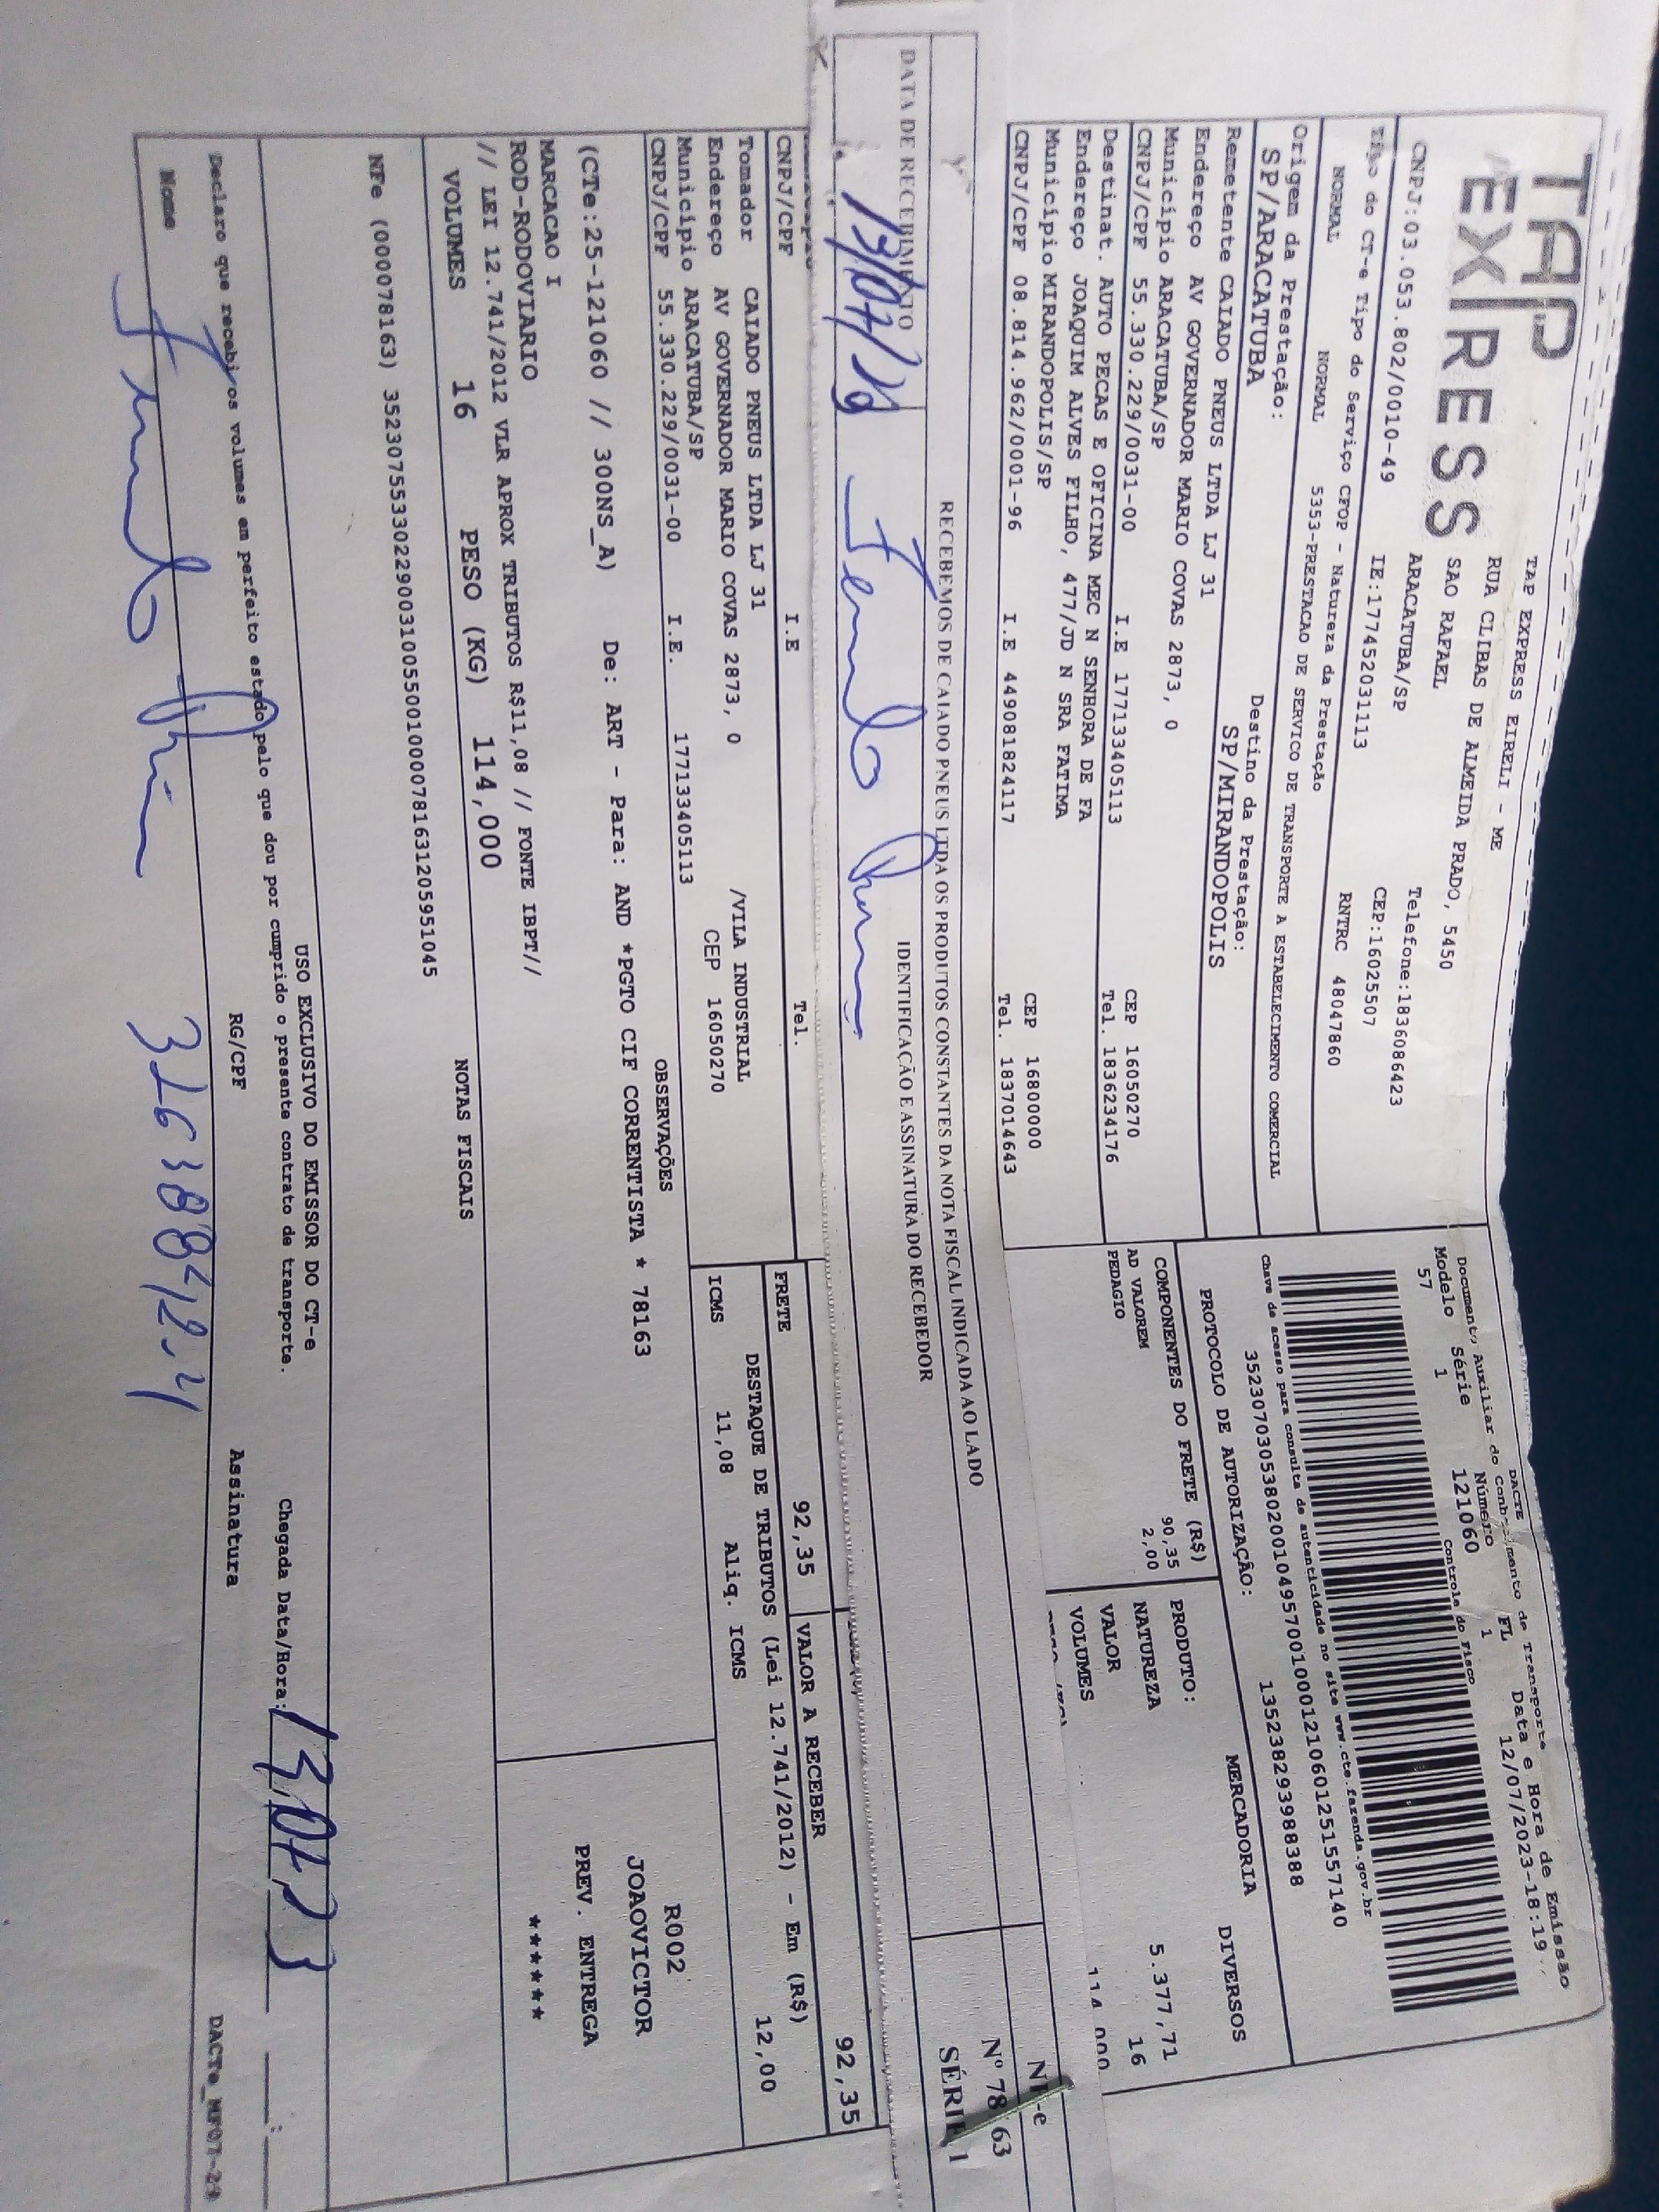 TAP
EXPRESS
TAP EXPRESS EIRELI - ME
RUA CLIBAS DE ALMEIDA PRADO, 5450
SAO RAFAEL
ARACATUBA/SP
Telefone:1836086423
CNPJ:03.053.802/0010-49
IE:177452031113
CEP:16025507
RNTRC 48047860
DACTE
Documento Auxiliar do Conhecimento de Transporte
Modelo Série Número FL Data e Hora de Emissão
57 1 121060 1 12/07/2023-18:19
Controle do Fisco
Chave de acesso para consulta de autenticidade no site www.cte.fazenda.gov.br
35230703053802001049570010001210601251557140
PROTOCOLO DE AUTORIZAÇÃO: 135238293988388
Tipo do CT-e Tipo do Serviço CFOP - Natureza da Prestação
NORMAL NORMAL 5353-PRESTACAO DE SERVICO DE TRANSPORTE A ESTABELECIMENTO COMERCIAL
Origem da Prestação: Destino da Prestação:
SP/ARACATUBA SP/MIRANDOPOLIS
Remetente CAIADO PNEUS LTDA LJ 31
Endereço AV GOVERNADOR MARIO COVAS 2873, 0
Município ARACATUBA/SP CEP 16050270
CNPJ/CPF 55.330.229/0031-00 I.E 177133405113 Tel. 1836234176
Destinat. AUTO PECAS E OFICINA MEC N SENHORA DE FA
Endereço JOAQUIM ALVES FILHO, 477/JD N SRA FATIMA
Município MIRANDOPOLIS/SP CEP 16800000
CNPJ/CPF 08.814.962/0001-96 I.E 449081824117 Tel. 1837014643
COMPONENTES DO FRETE (R$)
AD VALOREM 90,35
PEDAGIO 2,00
MERCADORIA
PRODUTO: DIVERSOS
NATUREZA
VALOR 5.377,71
VOLUMES 16
114,000
RECEBEMOS DE CAIADO PNEUS LTDA OS PRODUTOS CONSTANTES DA NOTA FISCAL INDICADA AO LADO
DATA DE RECEBIMENTO IDENTIFICAÇÃO E ASSINATURA DO RECEBEDOR
NF-e
Nº 78163
SÉRIE 1
CNPJ/CPF I.E Tel.
Tomador CAIADO PNEUS LTDA LJ 31
Endereço AV GOVERNADOR MARIO COVAS 2873, 0 /VILA INDUSTRIAL
Município ARACATUBA/SP CEP 16050270
CNPJ/CPF 55.330.229/0031-00 I.E. 177133405113
FRETE 92,35 VALOR A RECEBER 92,35
DESTAQUE DE TRIBUTOS (Lei 12.741/2012) - Em (R$)
ICMS 11,08 Aliq. ICMS 12,00
OBSERVAÇÕES
(CTe:25-121060 // 300NS_A) De: ART - Para: AND *PGTO CIF CORRENTISTA * 78163
MARCACAO I
ROD-RODOVIARIO
// LEI 12.741/2012 VLR APROX TRIBUTOS R$11,08 // FONTE IBPT//
R002
JOAOVICTOR
PREV. ENTREGA
******
VOLUMES 16 PESO (KG) 114,000
NOTAS FISCAIS
NFe (000078163) 35230755330229003100550010000781631205951045
USO EXCLUSIVO DO EMISSOR DO CT-e
Declaro que recebi os volumes em perfeito estado pelo que dou por cumprido o presente contrato de transporte.
Chegada Data/Hora: 13/07/23
Nome RG/CPF Assinatura